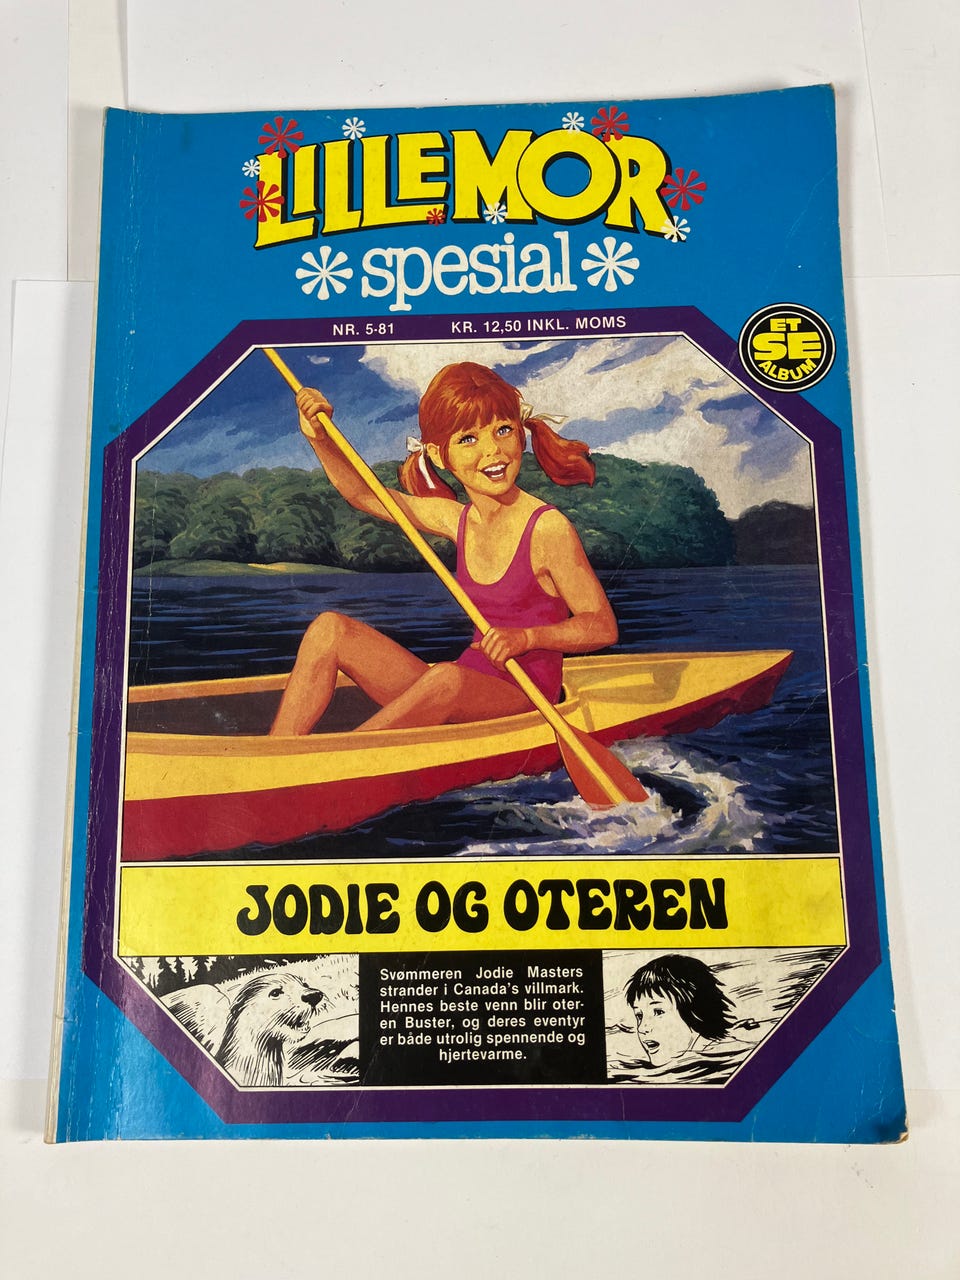 LILLEMOR
spesial
NR. 5-81 KR. 12,50 INKL. MOMS
ET
SE
ALBUM
JODIE OG OTEREN
Svømmeren Jodie Masters
strander i Canada's villmark.
Hennes beste venn blir oter-
en Buster, og deres eventyr
er både utrolig spennende og
hjertevarme.